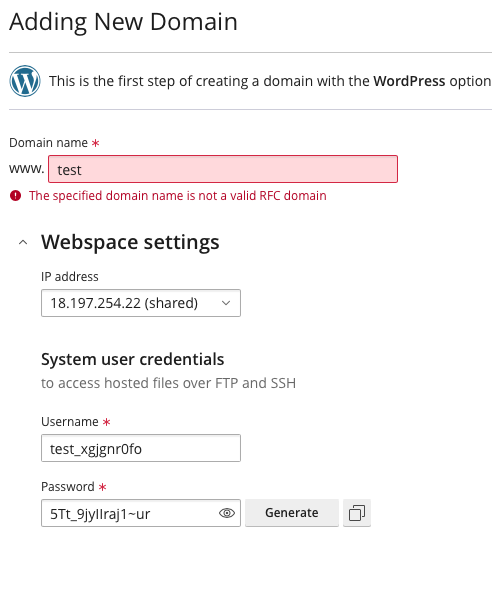 Adding New Domain
This is the first step of creating a domain with the WordPress option
Domain name *
www. test
The specified domain name is not a valid RFC domain
Webspace settings
IP address
18.197.254.22 (shared)
System user credentials
to access hosted files over FTP and SSH
Username *
test_xgjgnr0fo
Password *
5Tt_9jyIIraj1~ur Generate